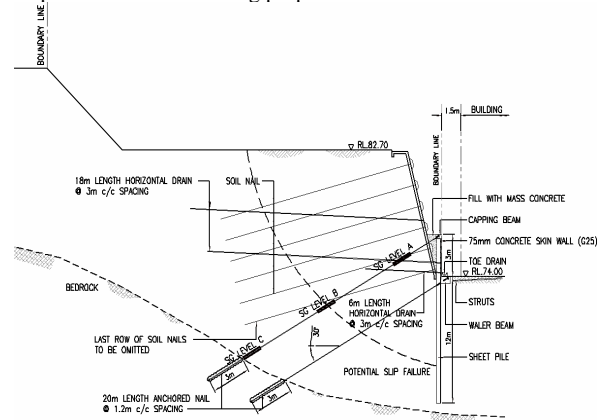 BOUNDARY LINE
1.5m
BUILDING
BOUNDARY LINE
RL.82.70
18m LENGTH HORIZONTAL DRAIN
@ 3m c/c SPACING
SOIL NAIL
FILL WITH MASS CONCRETE
CAPPING BEAM
75mm CONCRETE SKIN WALL (G25)
3m
TOE DRAIN
RL.74.00
SG LEVEL A
BEDROCK
SG LEVEL B
6m LENGTH
HORIZONTAL DRAIN
@ 3m c/c SPACING
STRUTS
WALER BEAM
12m
LAST ROW OF SOIL NAILS
TO BE OMITTED
SG LEVEL C
SHEET PILE
3m
POTENTIAL SLIP FAILURE
20m LENGTH ANCHORED NAIL
@ 1.2m c/c SPACING
3m